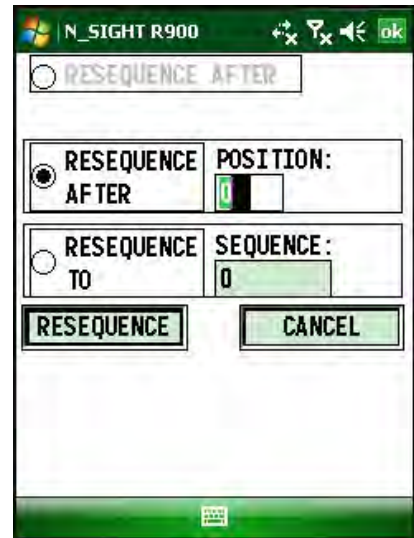 N_SIGHT R900 ok
RESEQUENCE AFTER
RESEQUENCE POSITION:
AFTER 0
RESEQUENCE SEQUENCE:
TO 0
RESEQUENCE CANCEL